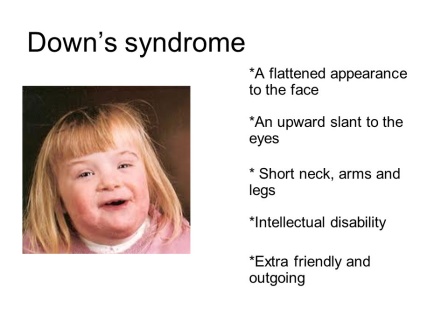 Down’s syndrome
*A flattened appearance
to the face
*An upward slant to the
eyes
* Short neck, arms and
legs
*Intellectual disability
*Extra friendly and
outgoing